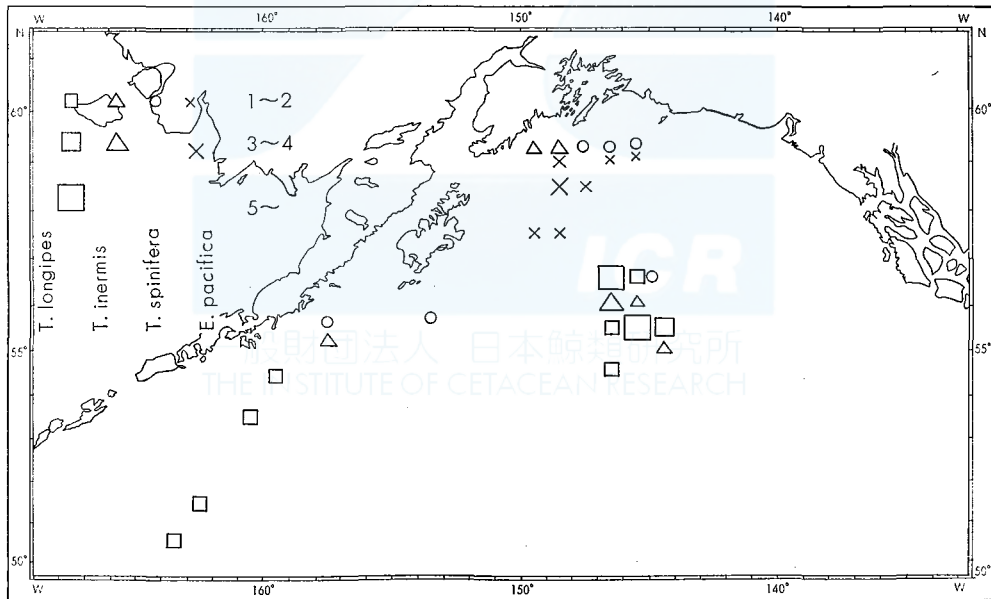 W 160° 150° 140° W
N N
60° 60°
1~2
3~4
5~
T. longipes
T. inermis
T. spinifera
E. pacifica
ICR
55° 55°
財団法人 日本鯨類研究所
THE INSTITUTE OF CETACEAN RESEARCH
50° 50°
W 160° 150° 140° W